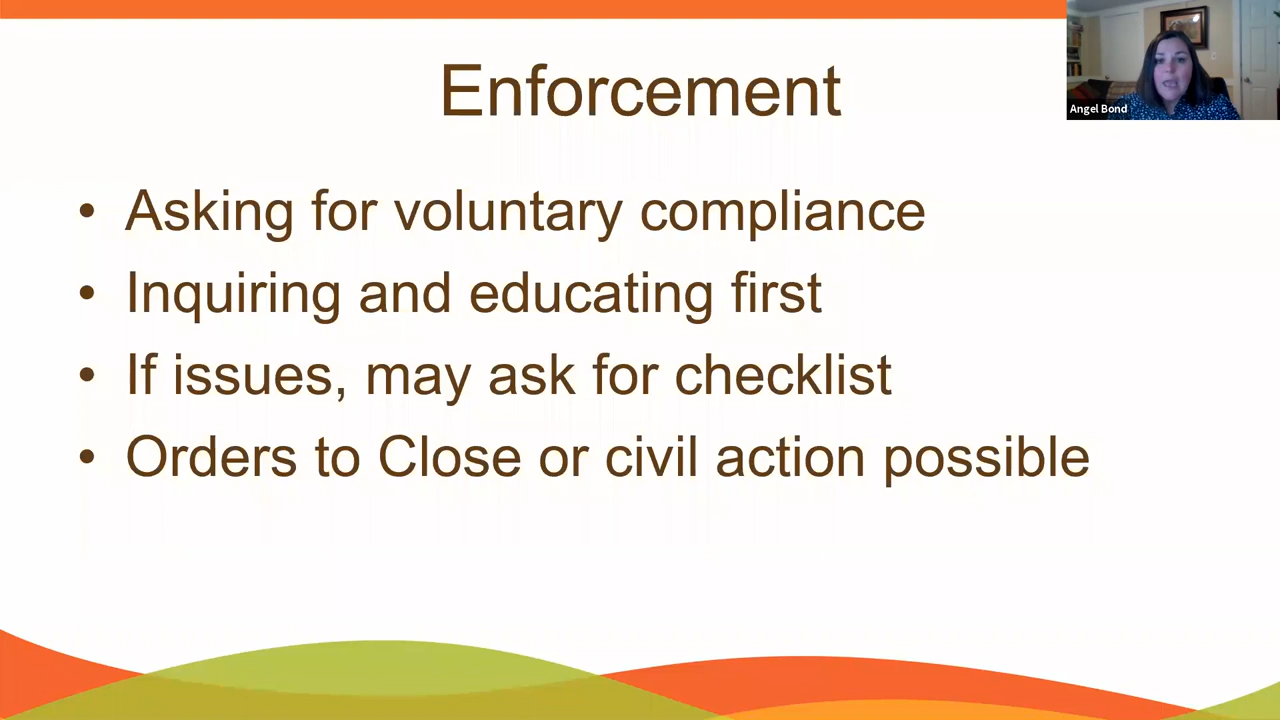 Enforcement
Angel Bond
• Asking for voluntary compliance
• Inquiring and educating first
• If issues, may ask for checklist
• Orders to Close or civil action possible